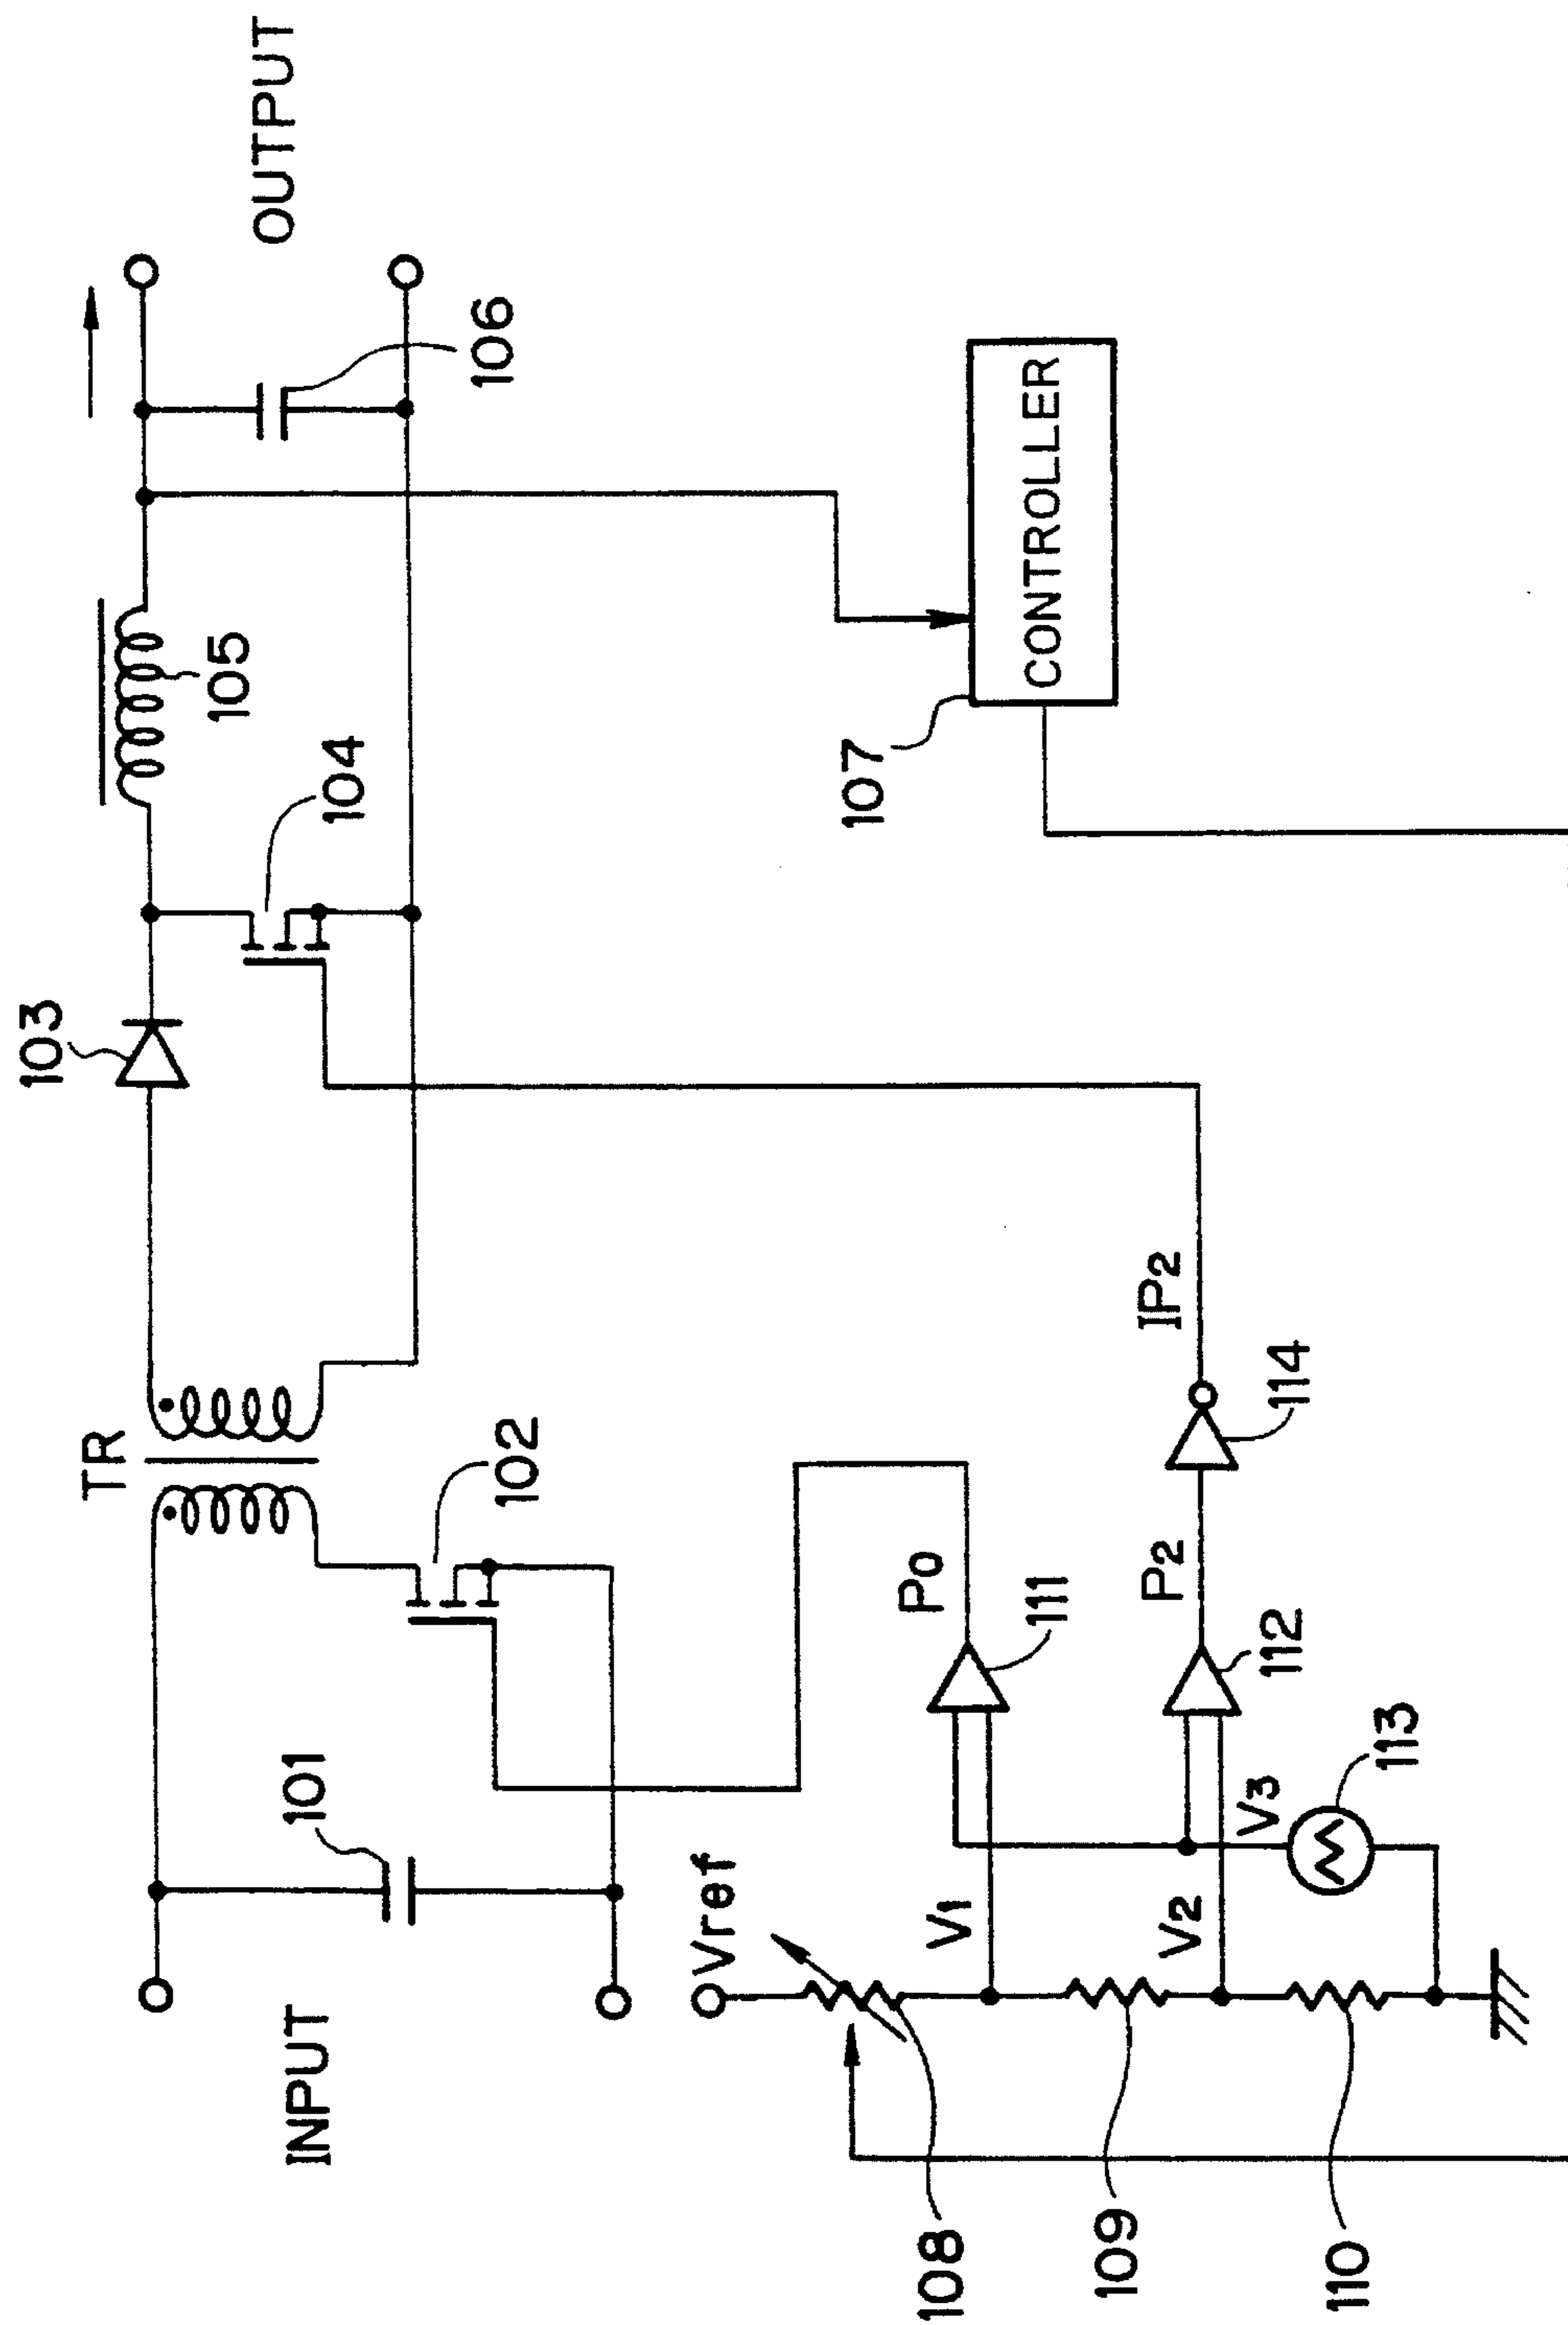 TR
103
105
OUTPUT
104
106
INPUT
101
102
Vref
107
CONTROLLER
P0
V1
111
108
P2
IP2
V2
112
114
109
V3
113
110